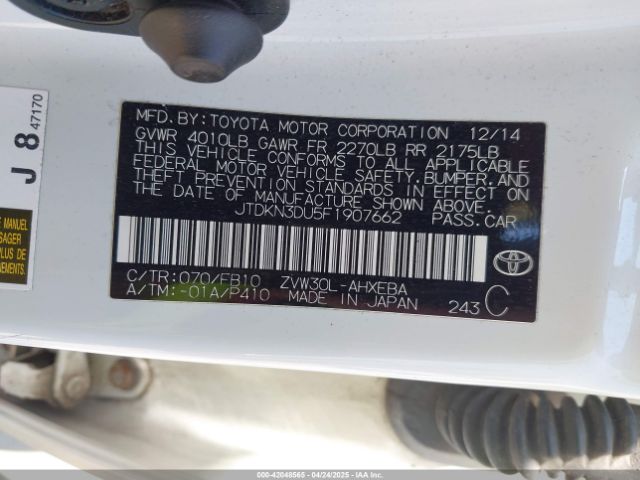 J 8
47170
E MANUEL
SAGER
PLUS
MFD. BY: TOYOTA MOTOR CORPORATION 12/14
GVWR 4010LB GAWR FR 2270LB RR 2175LB
THIS VEHICLE CONFORMS TO ALL APPLICABLE
FEDERAL MOTOR VEHICLE SAFETY, BUMPER, AND
THEFT PREVENTION STANDARDS IN EFFECT ON
THE DATE OF MANUFACTURE SHOWN ABOVE.
JTDKN3DU5F1907662 PASS. CAR
C/TR: 070/FB10 ZVW30L-AHXEBA
A/TM: -01A/P410 MADE IN JAPAN 243 C
TOYOTA
000-42048565 - 04/24/2025 - IAA Inc.